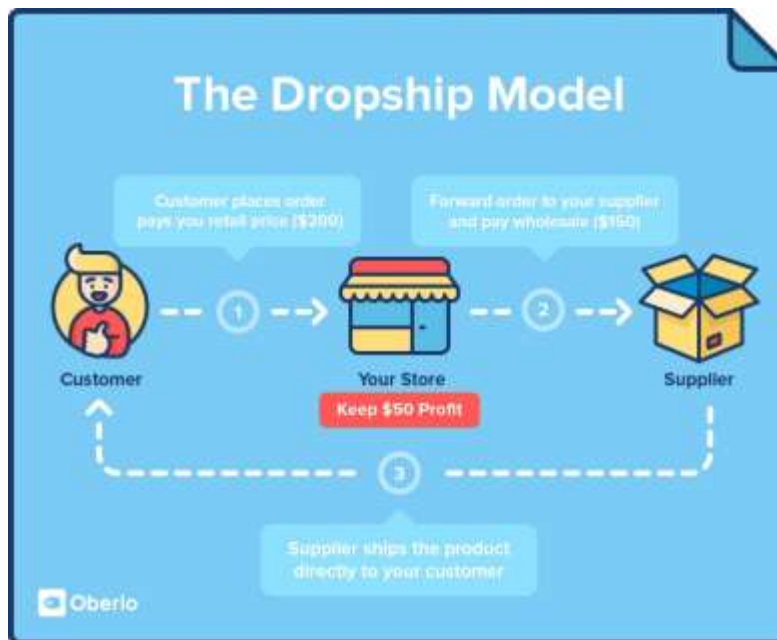 The Dropship Model
Customer places order
pays you retail price ($200)
Forward order to your supplier
and pay wholesale ($150)
1
2
Customer
Your Store
Supplier
Keep $50 Profit
3
Supplier ships the product
directly to your customer
Oberlo